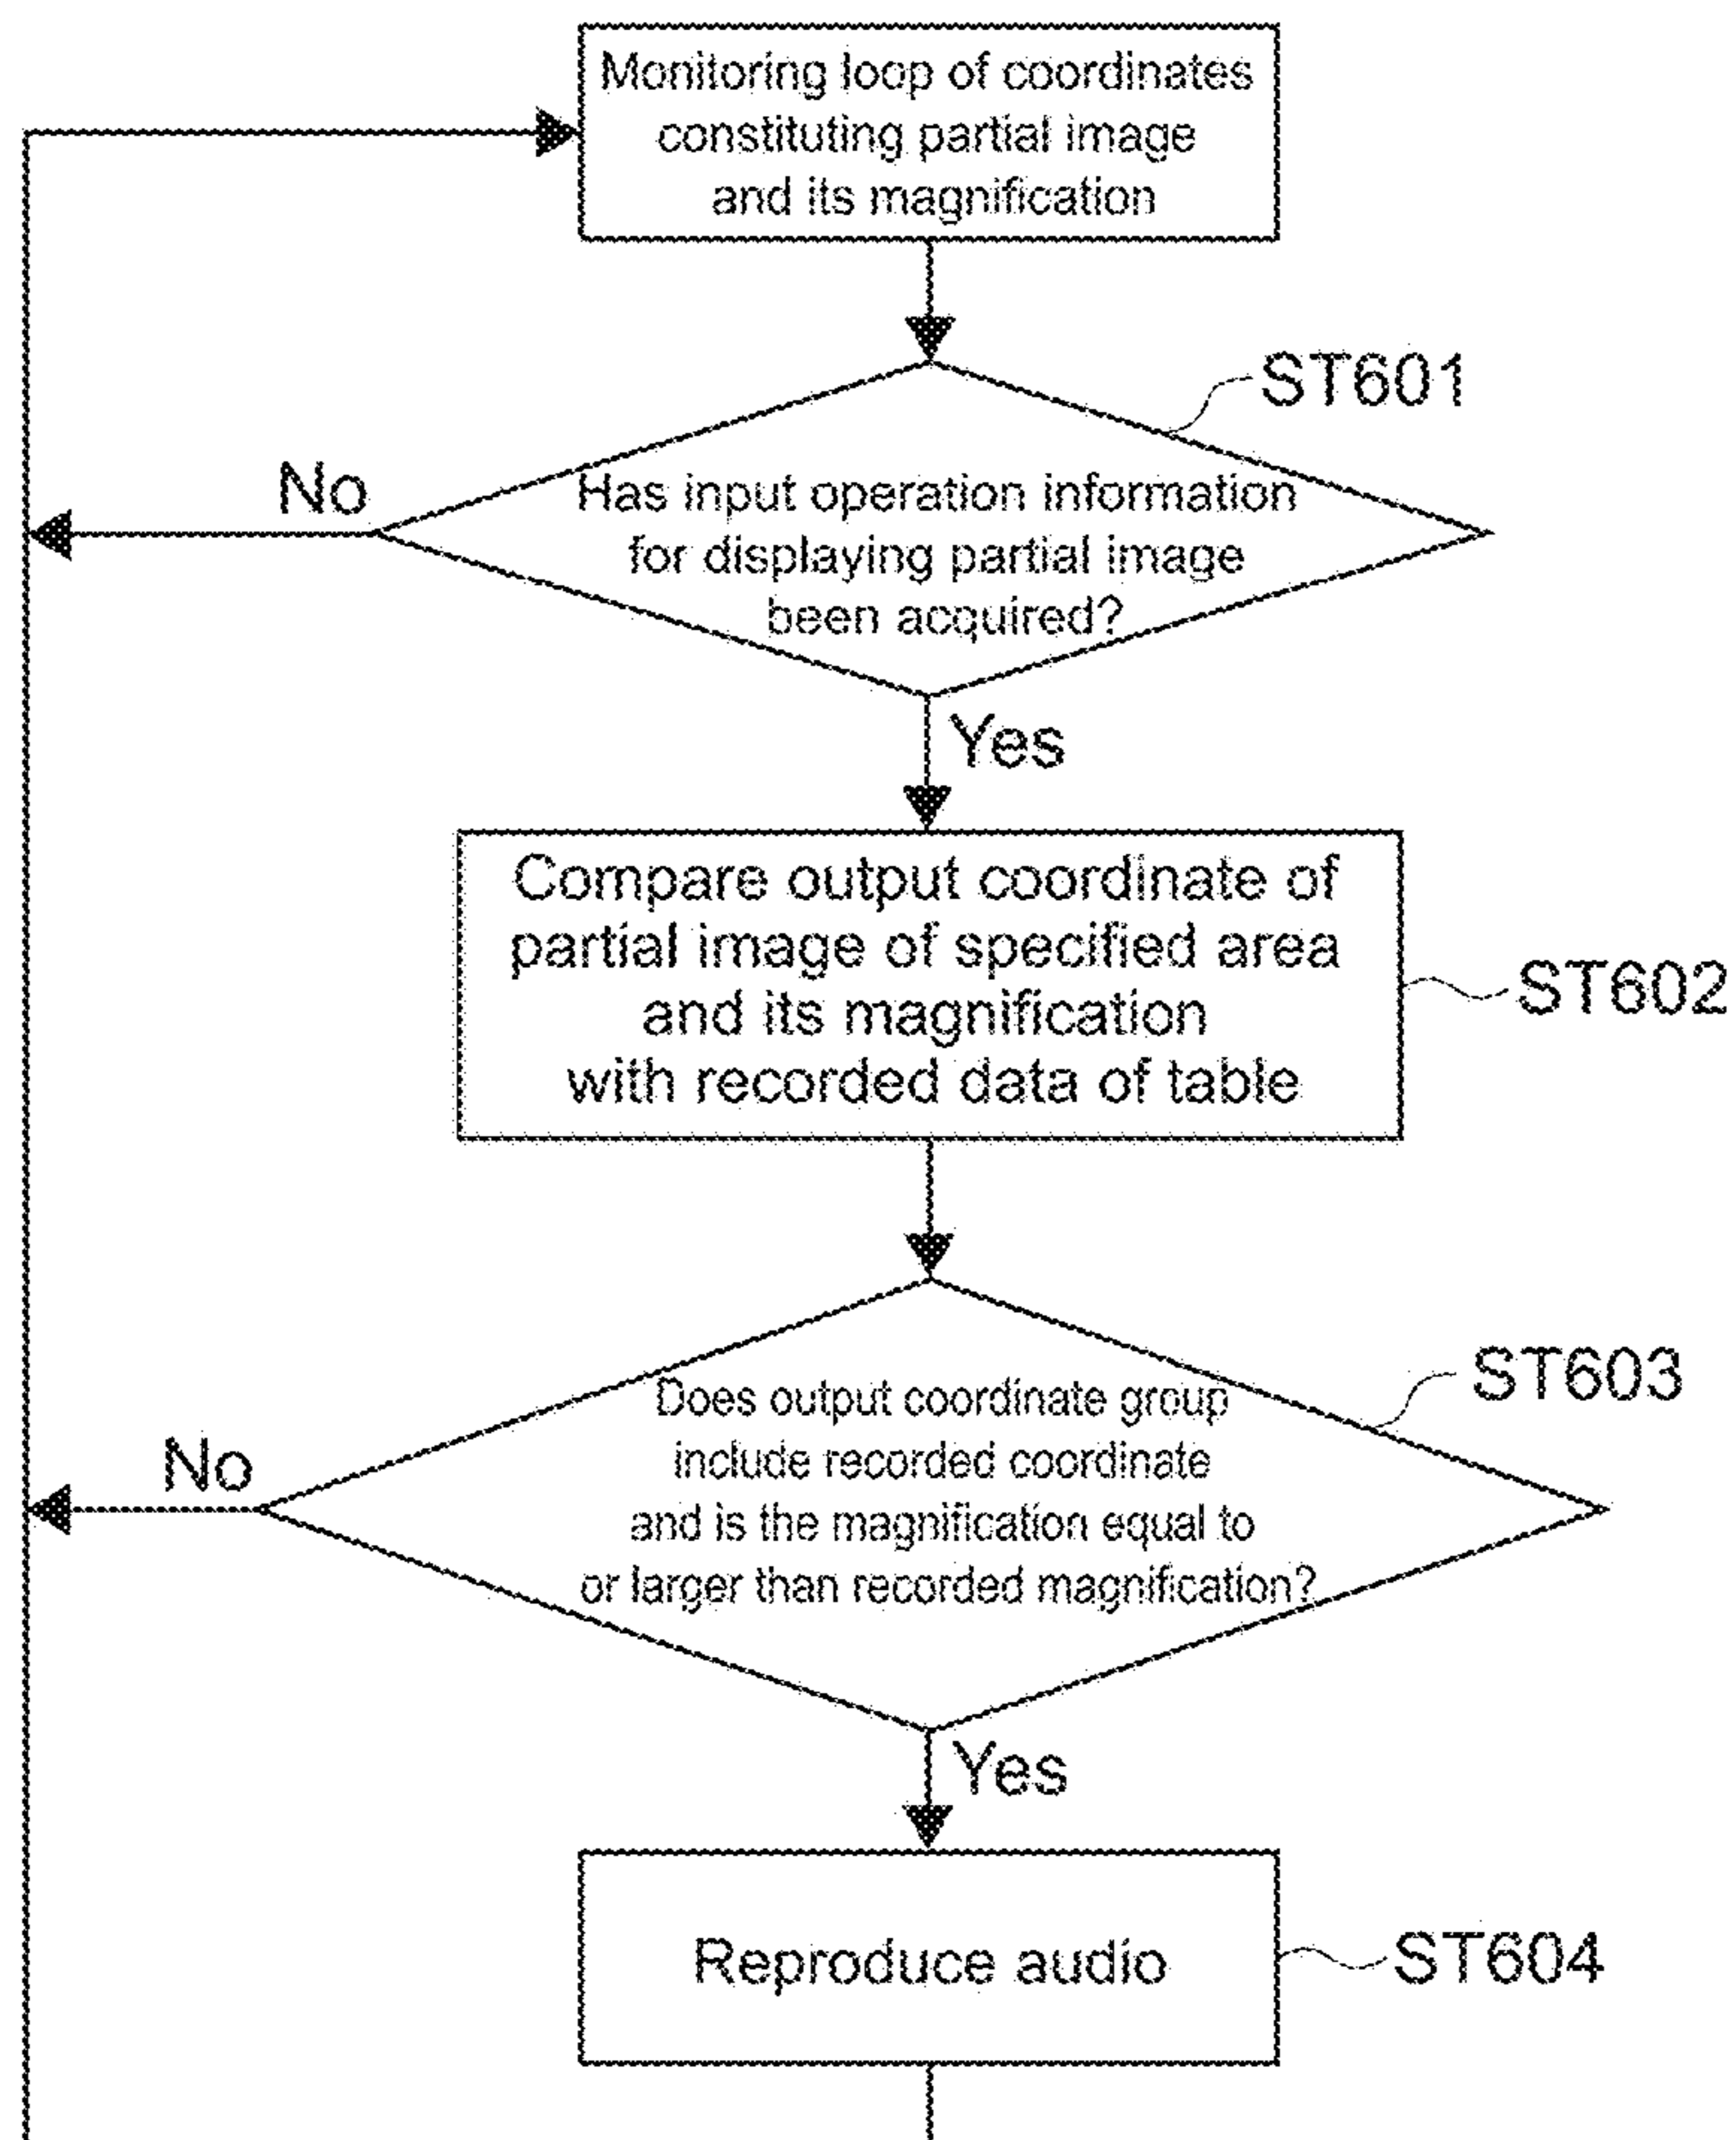 Monitoring loop of coordinates
constituting partial image
and its magnification
ST601
No
Has input operation information
for displaying partial image
been acquired?
Yes
Compare output coordinate of
partial image of specified area
and its magnification
with recorded data of table
ST602
ST603
Does output coordinate group
include recorded coordinate
No
and is the magnification equal to
or larger than recorded magnification?
Yes
Reproduce audio
ST604